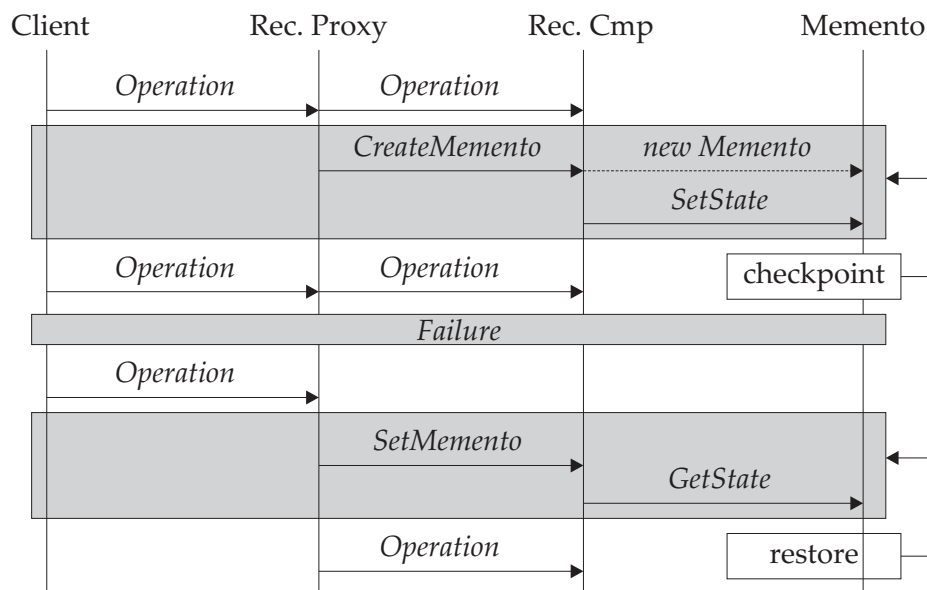 Client Rec. Proxy Rec. Cmp Memento
Operation Operation
CreateMemento new Memento
SetState
Operation Operation
checkpoint
Failure
Operation
SetMemento
GetState
Operation
restore